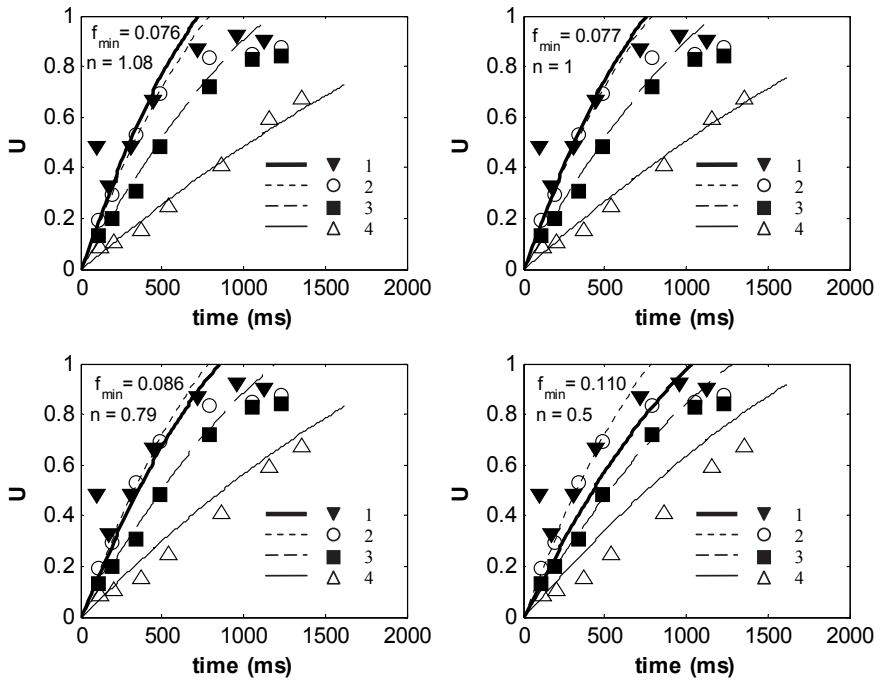 f_min = 0.076
n = 1.08
U
1
0.8
0.6
0.4
0.2
0
1
2
3
4
0 500 1000 1500 2000
time (ms)
f_min = 0.077
n = 1
U
1
0.8
0.6
0.4
0.2
0
1
2
3
4
0 500 1000 1500 2000
time (ms)
f_min = 0.086
n = 0.79
U
1
0.8
0.6
0.4
0.2
0
1
2
3
4
0 500 1000 1500 2000
time (ms)
f_min = 0.110
n = 0.5
U
1
0.8
0.6
0.4
0.2
0
1
2
3
4
0 500 1000 1500 2000
time (ms)